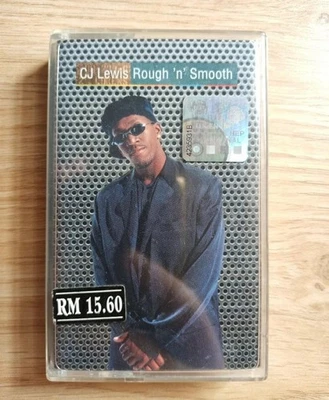 CJ Lewis Rough 'n' Smooth
RM 15.60